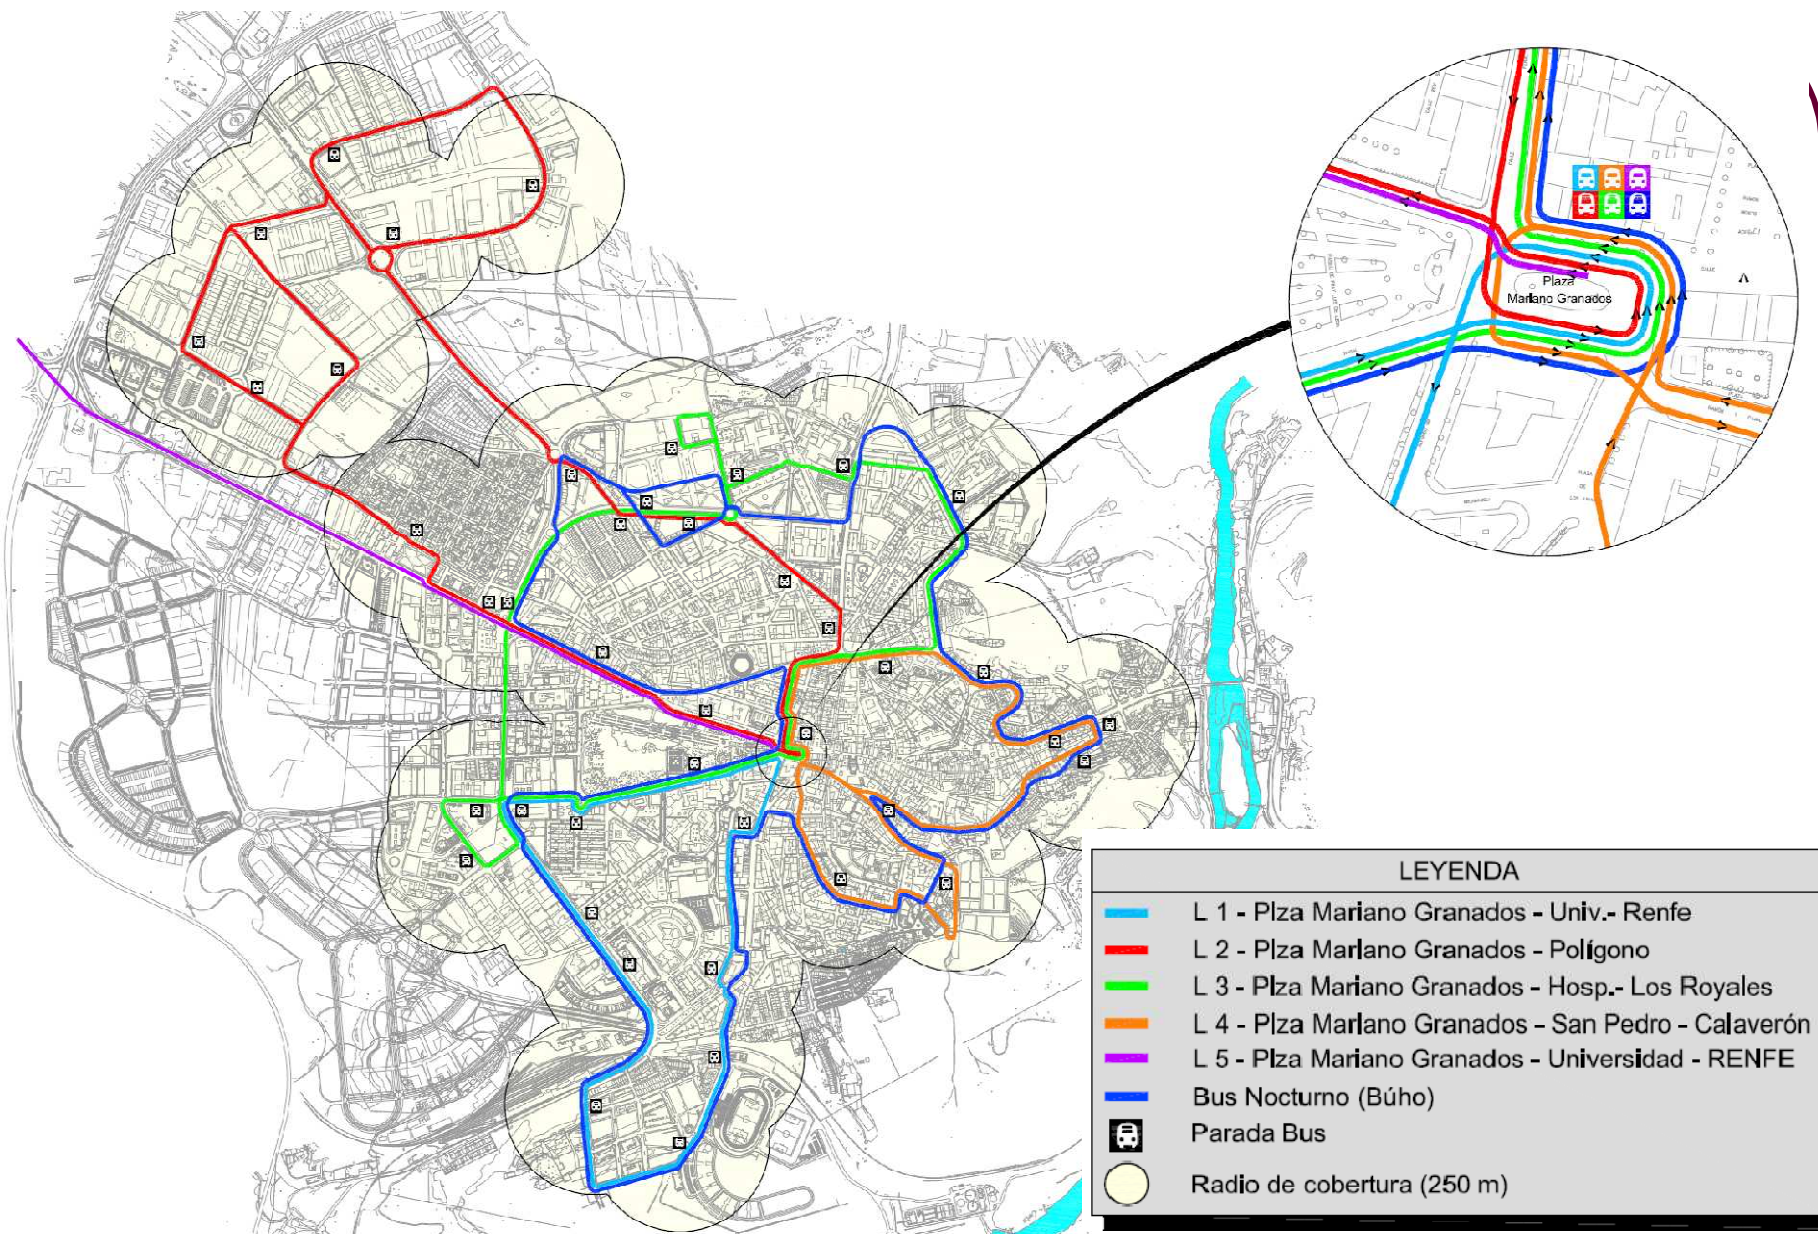 Plaza
Mariano Granados
LEYENDA
L 1 - Plza Mariano Granados - Univ.- Renfe
L 2 - Plza Mariano Granados - Polígono
L 3 - Plza Mariano Granados - Hosp.- Los Royales
L 4 - Plza Mariano Granados - San Pedro - Calaverón
L 5 - Plza Mariano Granados - Universidad - RENFE
Bus Nocturno (Búho)
Parada Bus
Radio de cobertura (250 m)